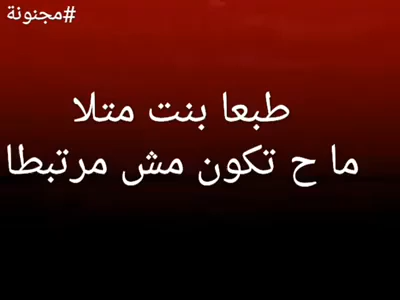 #مجنونة
طبعا بنت متلا
ما ح تكون مش مرتبطا